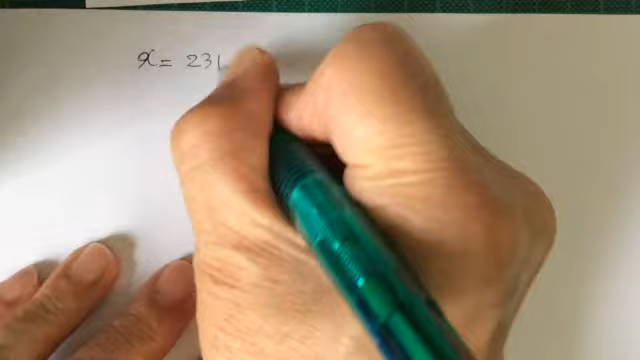 x = 231